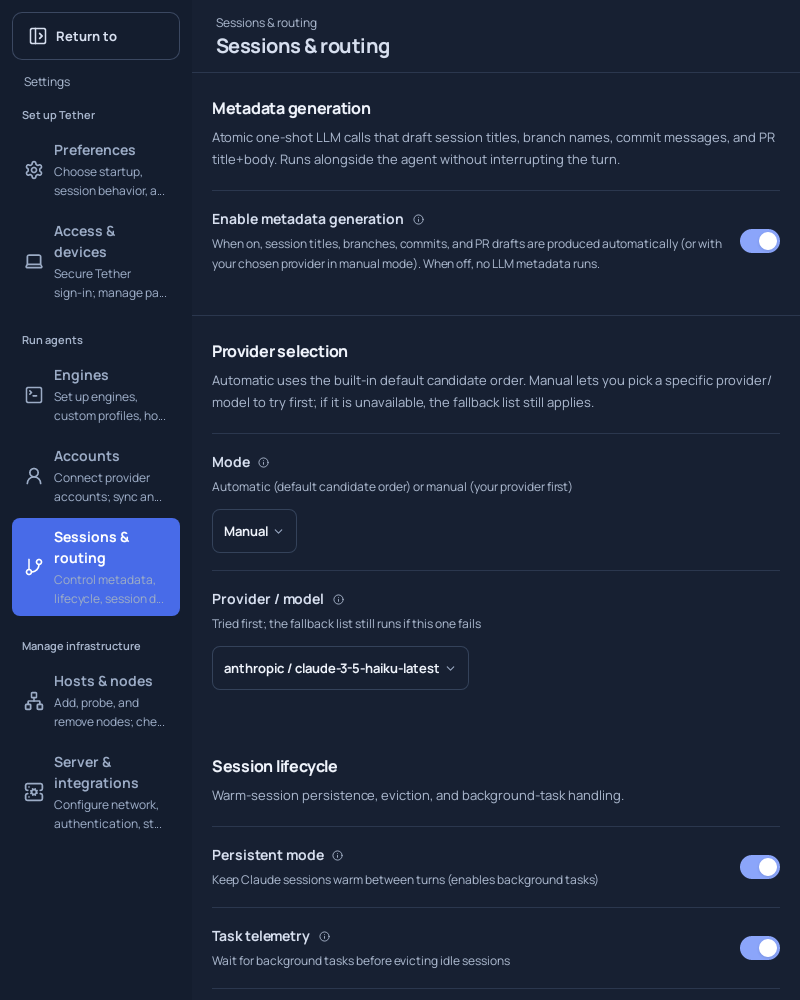 Return to
Settings
Set up Tether
Preferences
Choose startup,
session behavior, a...
Access &
devices
Secure Tether
sign-in; manage pa...
Run agents
Engines
Set up engines,
custom profiles, ho...
Accounts
Connect provider
accounts; sync an...
Sessions &
routing
Control metadata,
lifecycle, session d...
Manage infrastructure
Hosts & nodes
Add, probe, and
remove nodes; che...
Server &
integrations
Configure network,
authentication, st...
Sessions & routing
Sessions & routing
Metadata generation
Atomic one-shot LLM calls that draft session titles, branch names, commit messages, and PR
title+body. Runs alongside the agent without interrupting the turn.
Enable metadata generation
When on, session titles, branches, commits, and PR drafts are produced automatically (or with
your chosen provider in manual mode). When off, no LLM metadata runs.
Provider selection
Automatic uses the built-in default candidate order. Manual lets you pick a specific provider/
model to try first; if it is unavailable, the fallback list still applies.
Mode
Automatic (default candidate order) or manual (your provider first)
Manual
Provider / model
Tried first; the fallback list still runs if this one fails
anthropic / claude-3-5-haiku-latest
Session lifecycle
Warm-session persistence, eviction, and background-task handling.
Persistent mode
Keep Claude sessions warm between turns (enables background tasks)
Task telemetry
Wait for background tasks before evicting idle sessions